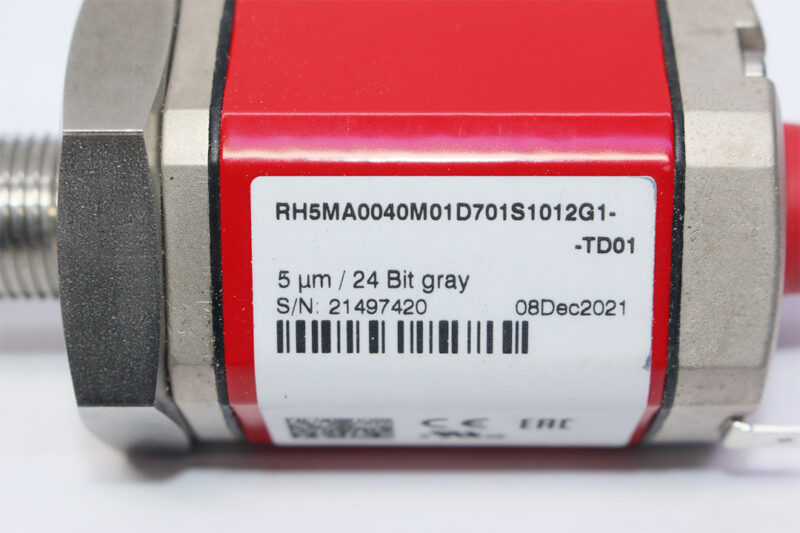 RH5MA0040M01D701S1012G1-
-TD01
5 µm / 24 Bit gray
S/N: 21497420 08Dec2021
CE EAC